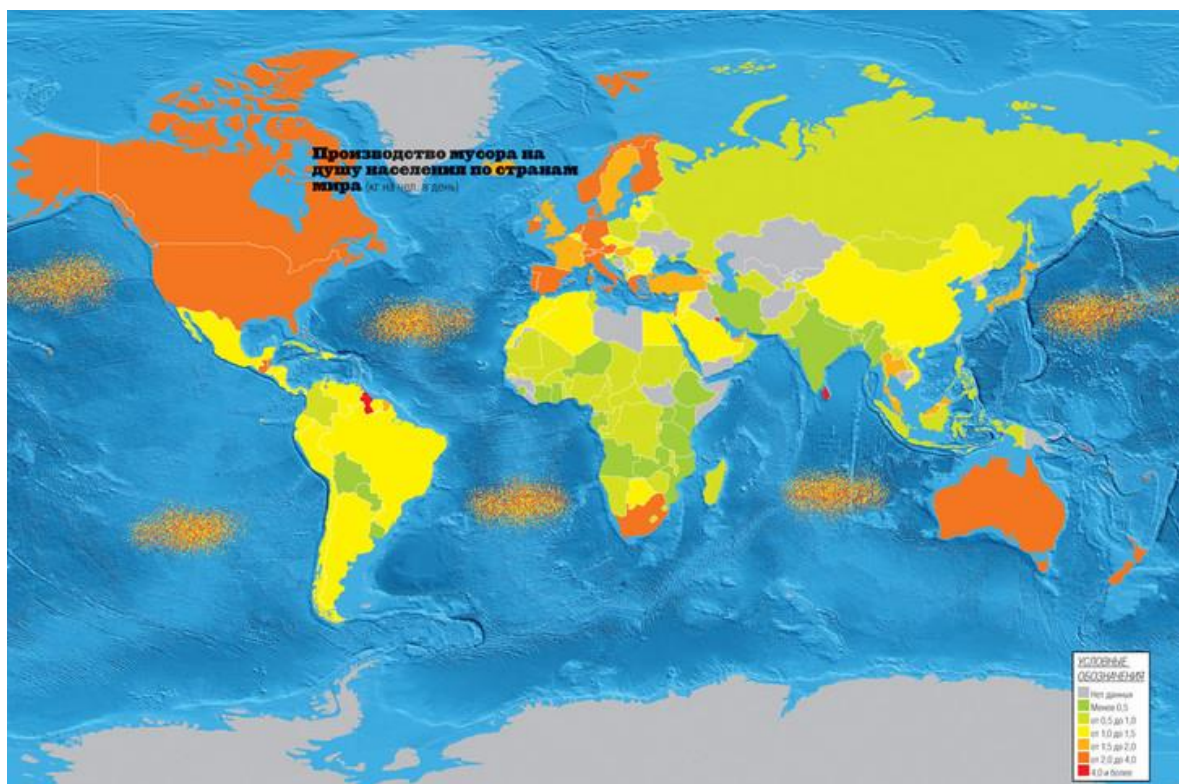 Производство мусора на
душу населения по странам
мира (кг на чел. в день)
УСЛОВНЫЕ
ОБОЗНАЧЕНИЯ
Нет данных
Менее 0,5
от 0,5 до 1,0
от 1,0 до 1,5
от 1,5 до 2,0
от 2,0 до 4,0
4,0 и более